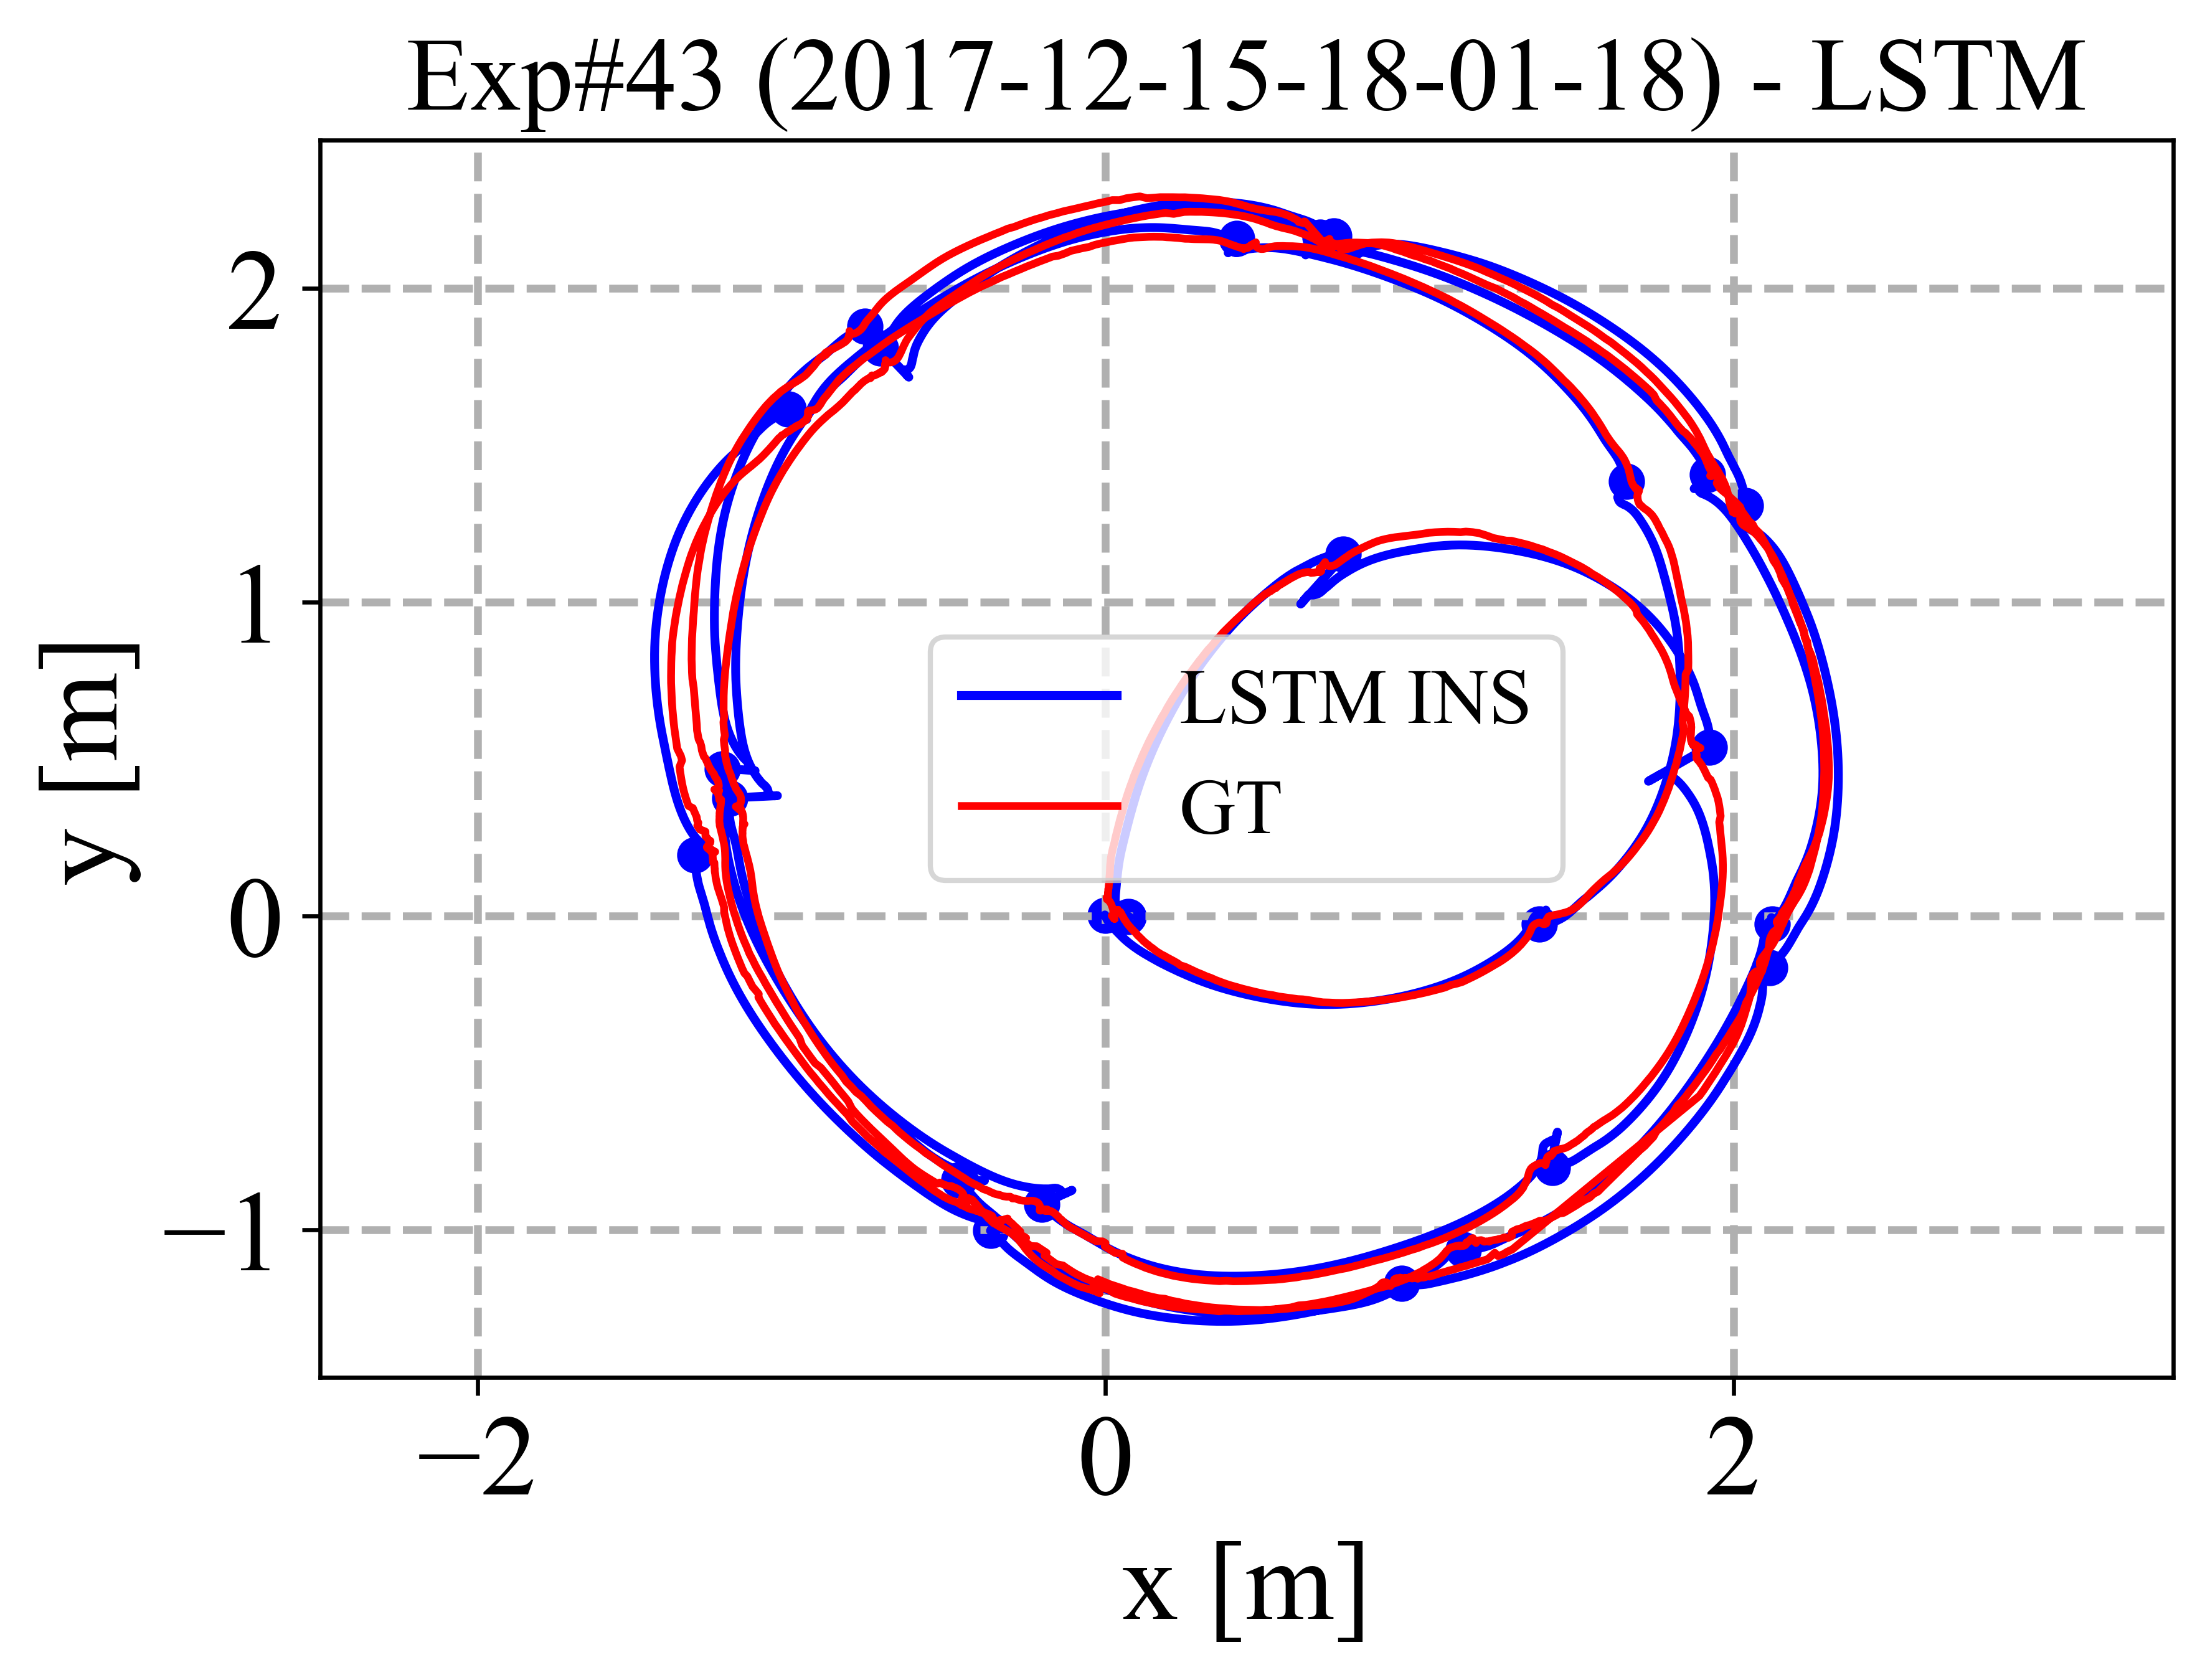 Exp#43 (2017-12-15-18-01-18) - LSTM
2
1
0
−1
y [m]
LSTM INS
GT
−2
0
2
x [m]